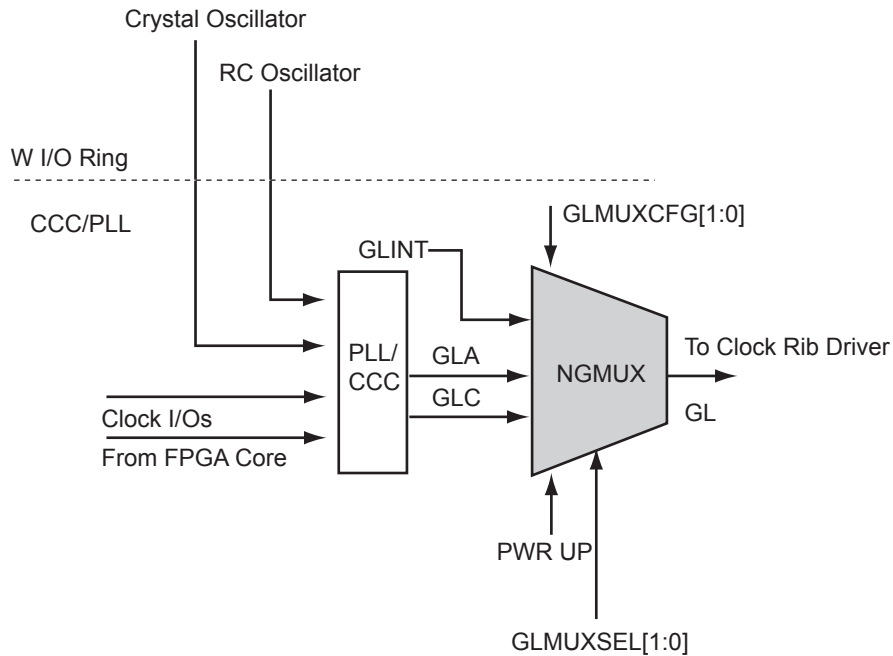 Crystal Oscillator
RC Oscillator
W I/O Ring
CCC/PLL
GLMUXCFG[1:0]
GLINT
PLL/
CCC
GLA
GLC
NGMUX
To Clock Rib Driver
GL
Clock I/Os
From FPGA Core
PWR UP
GLMUXSEL[1:0]